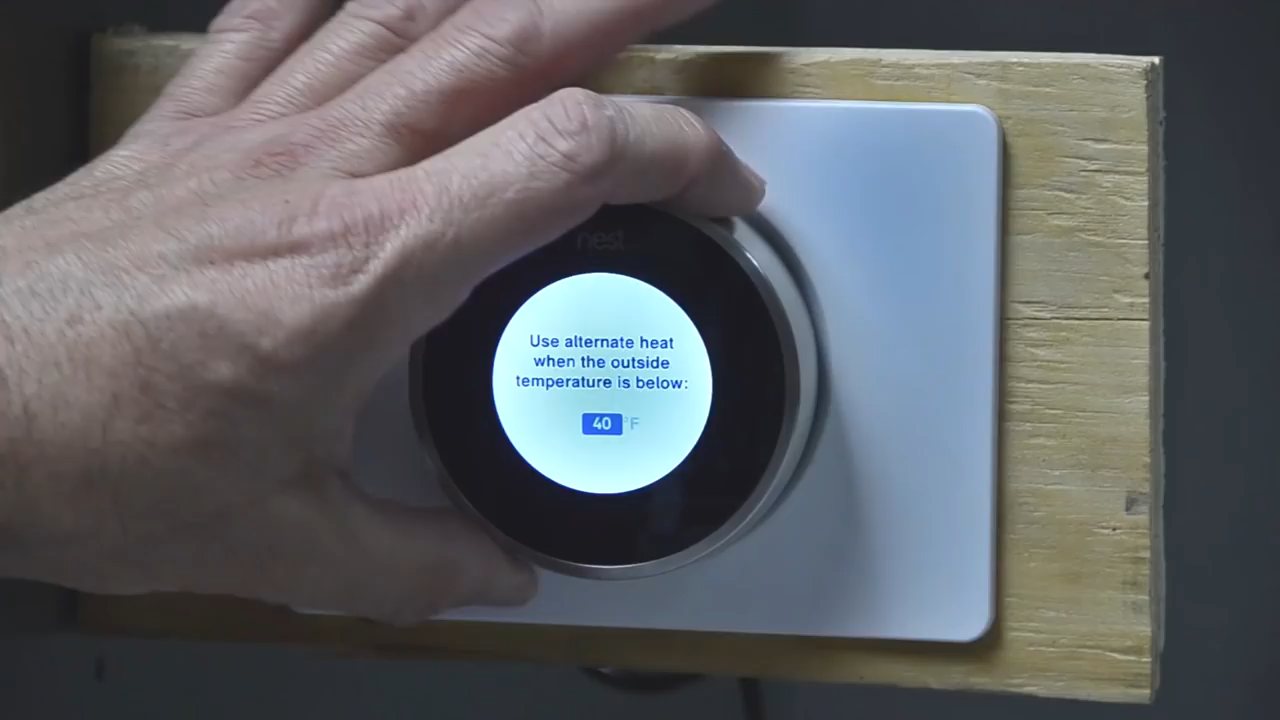 nest
Use alternate heat
when the outside
temperature is below:
40 °F